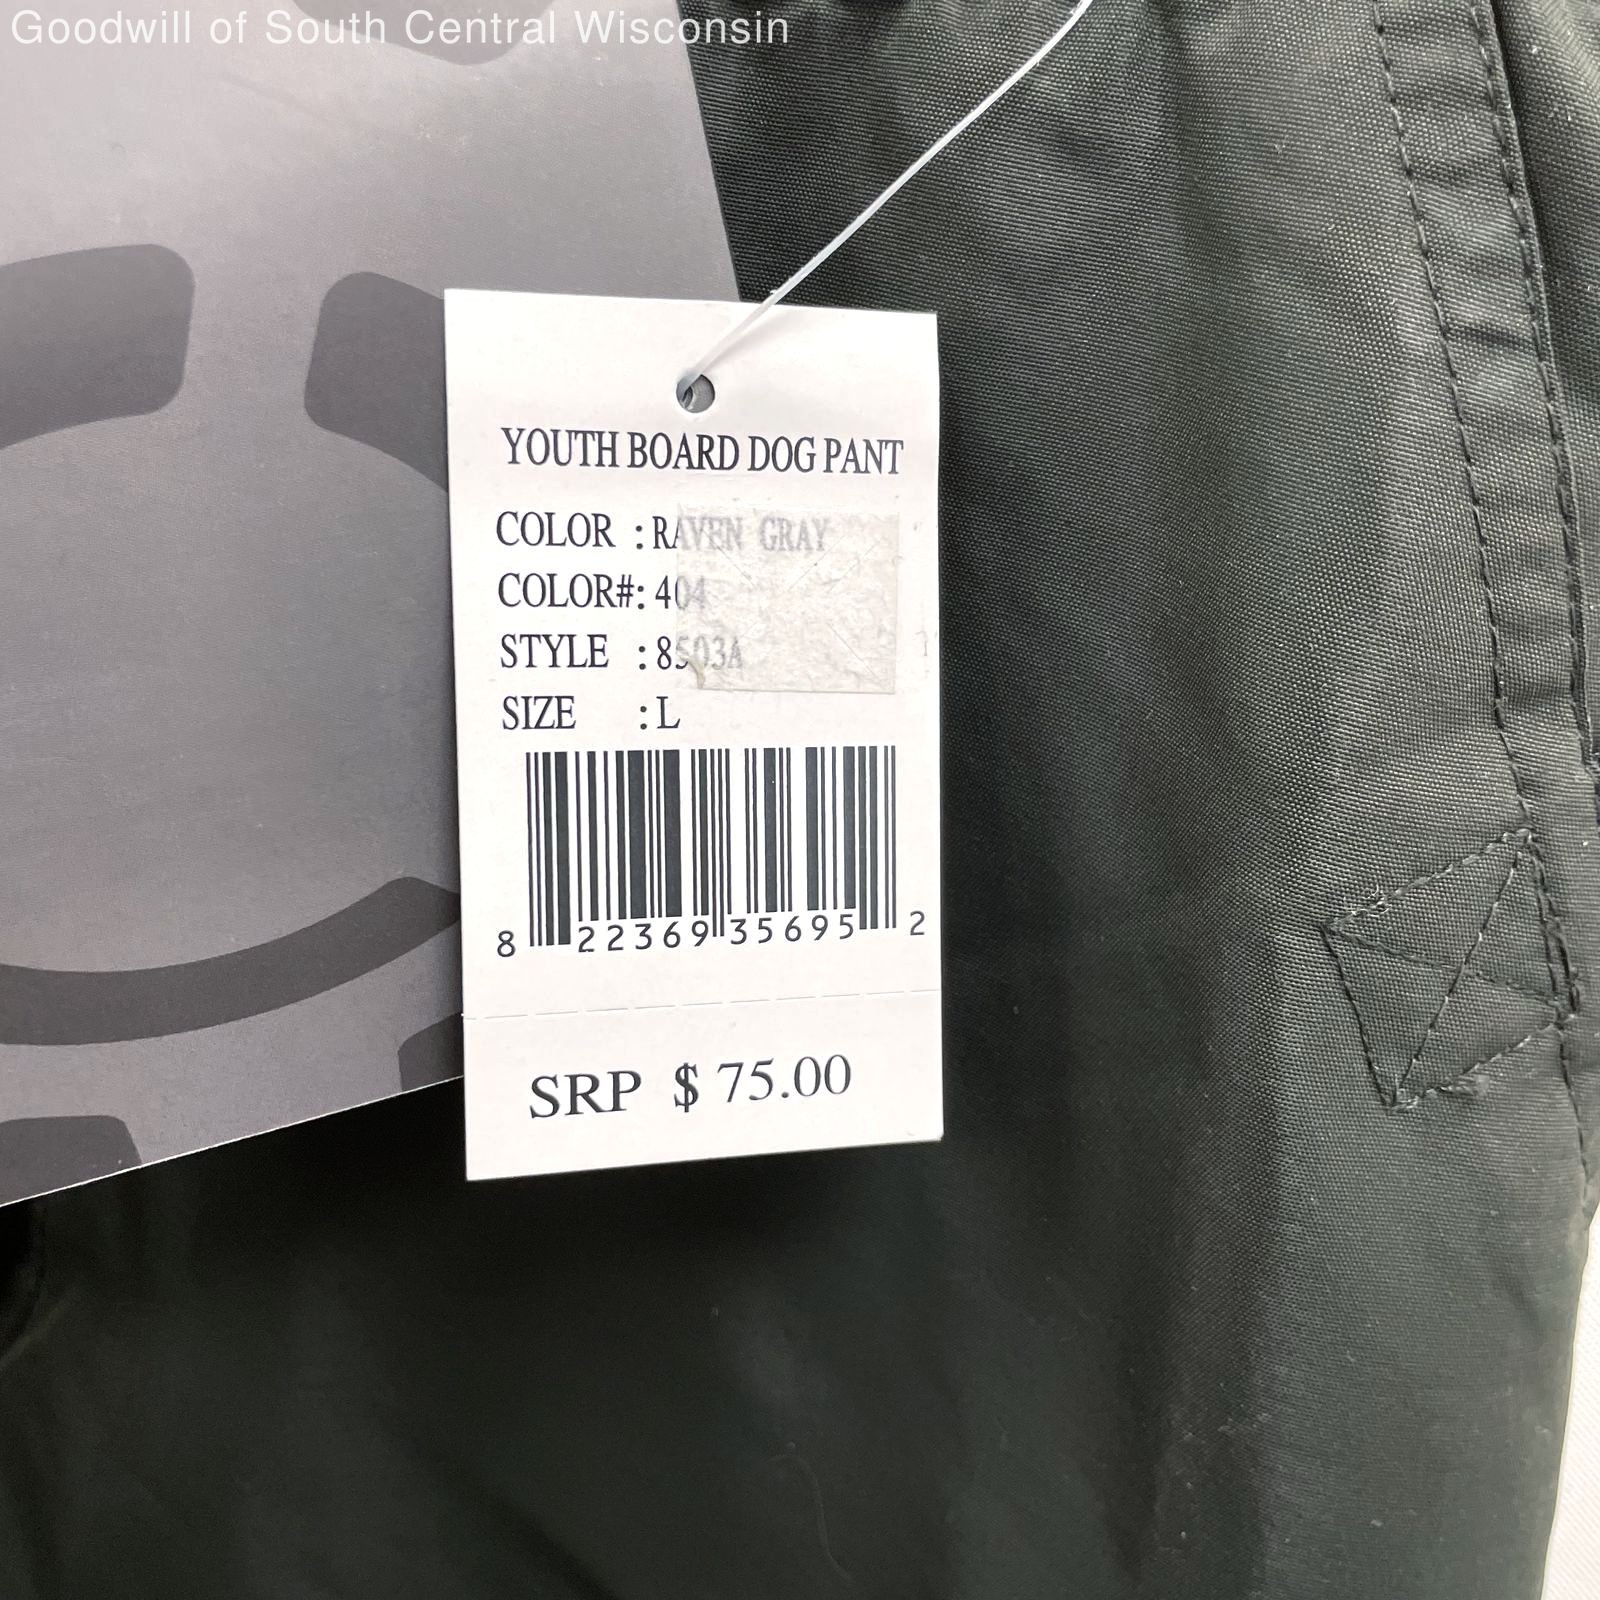 Goodwill of South Central Wisconsin
YOUTH BOARD DOG PANT
COLOR : RAVEN GRAY
COLOR#: 404
STYLE : 8503A
SIZE : L
8 22369 35695 2
SRP $ 75.00